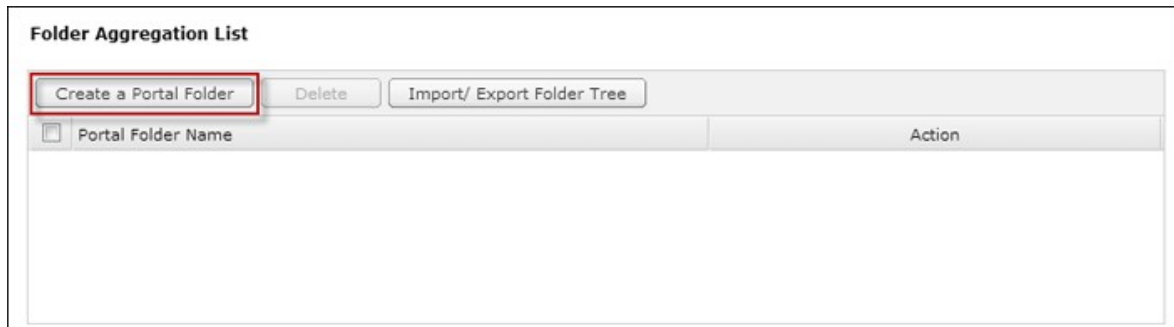 Folder Aggregation List
Create a Portal Folder Delete Import/ Export Folder Tree
Portal Folder Name Action